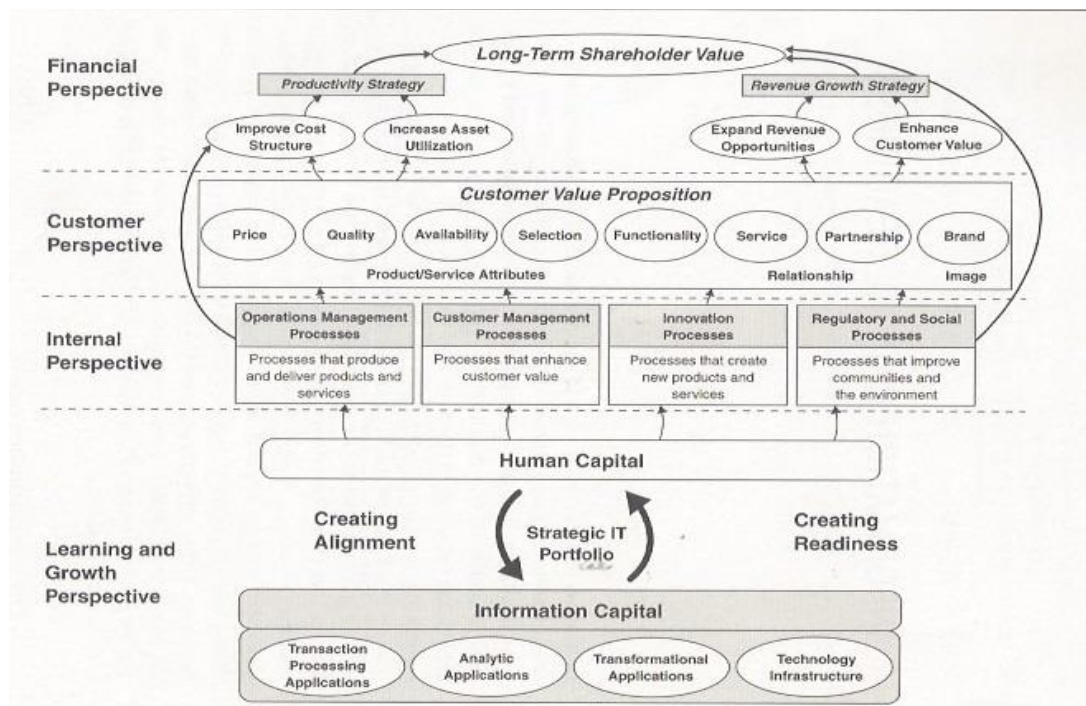 Financial
Perspective
Long-Term Shareholder Value
Productivity Strategy
Revenue Growth Strategy
Improve Cost
Structure
Increase Asset
Utilization
Expand Revenue
Opportunities
Enhance
Customer Value
Customer
Perspective
Customer Value Proposition
Price
Quality
Availability
Selection
Functionality
Service
Partnership
Brand
Product/Service Attributes
Relationship
Image
Internal
Perspective
Operations Management
Processes
Processes that produce
and deliver products and
services
Customer Management
Processes
Processes that enhance
customer value
Innovation
Processes
Processes that create
new products and
services
Regulatory and Social
Processes
Processes that improve
communities and
the environment
Learning and
Growth
Perspective
Human Capital
Creating
Alignment
Strategic IT
Portfolio
Creating
Readiness
Information Capital
Transaction
Processing
Applications
Analytic
Applications
Transformational
Applications
Technology
Infrastructure